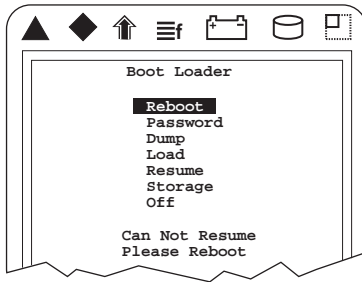 f
Boot Loader
Reboot
Password
Dump
Load
Resume
Storage
Off
Can Not Resume
Please Reboot